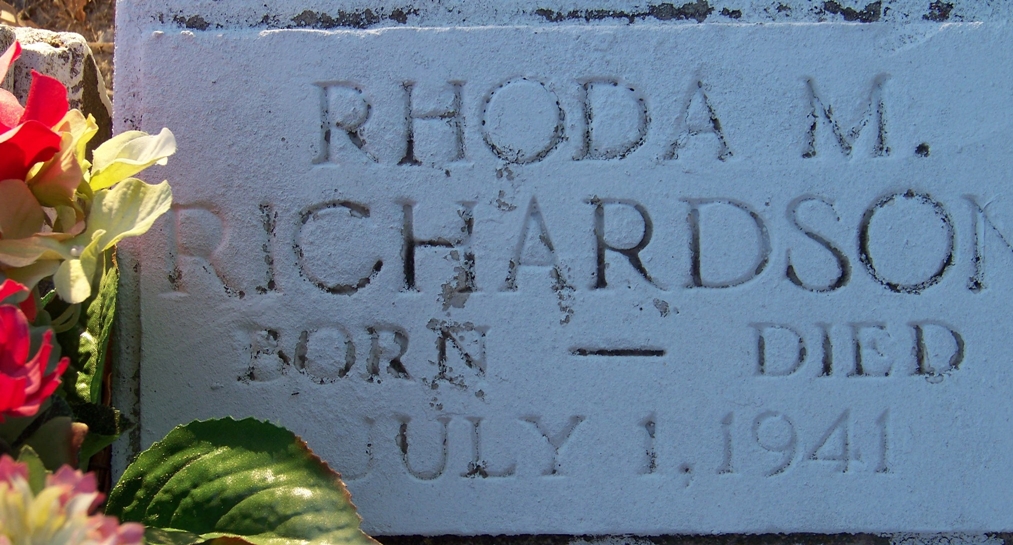 RHODA M.
RICHARDSON
BORN — DIED
JULY 1, 1941